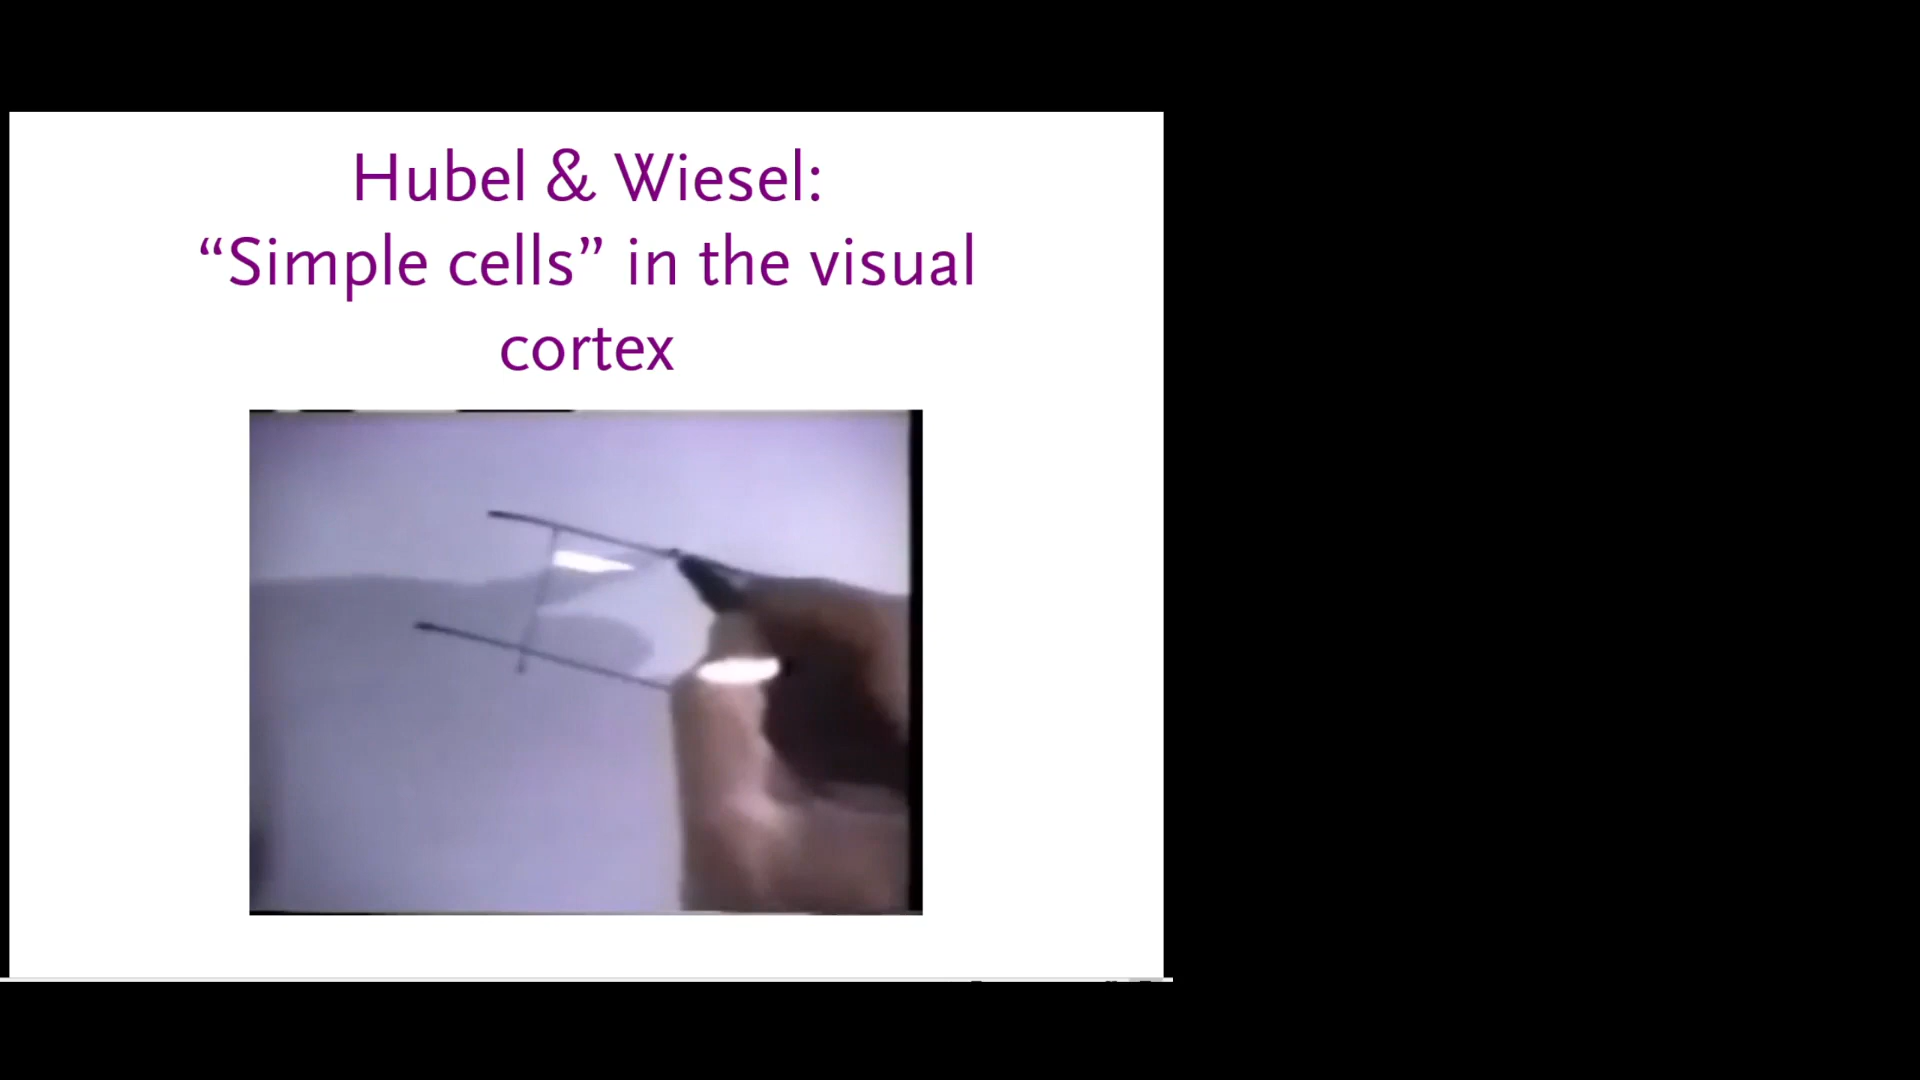 Hubel & Wiesel:
“Simple cells” in the visual
cortex